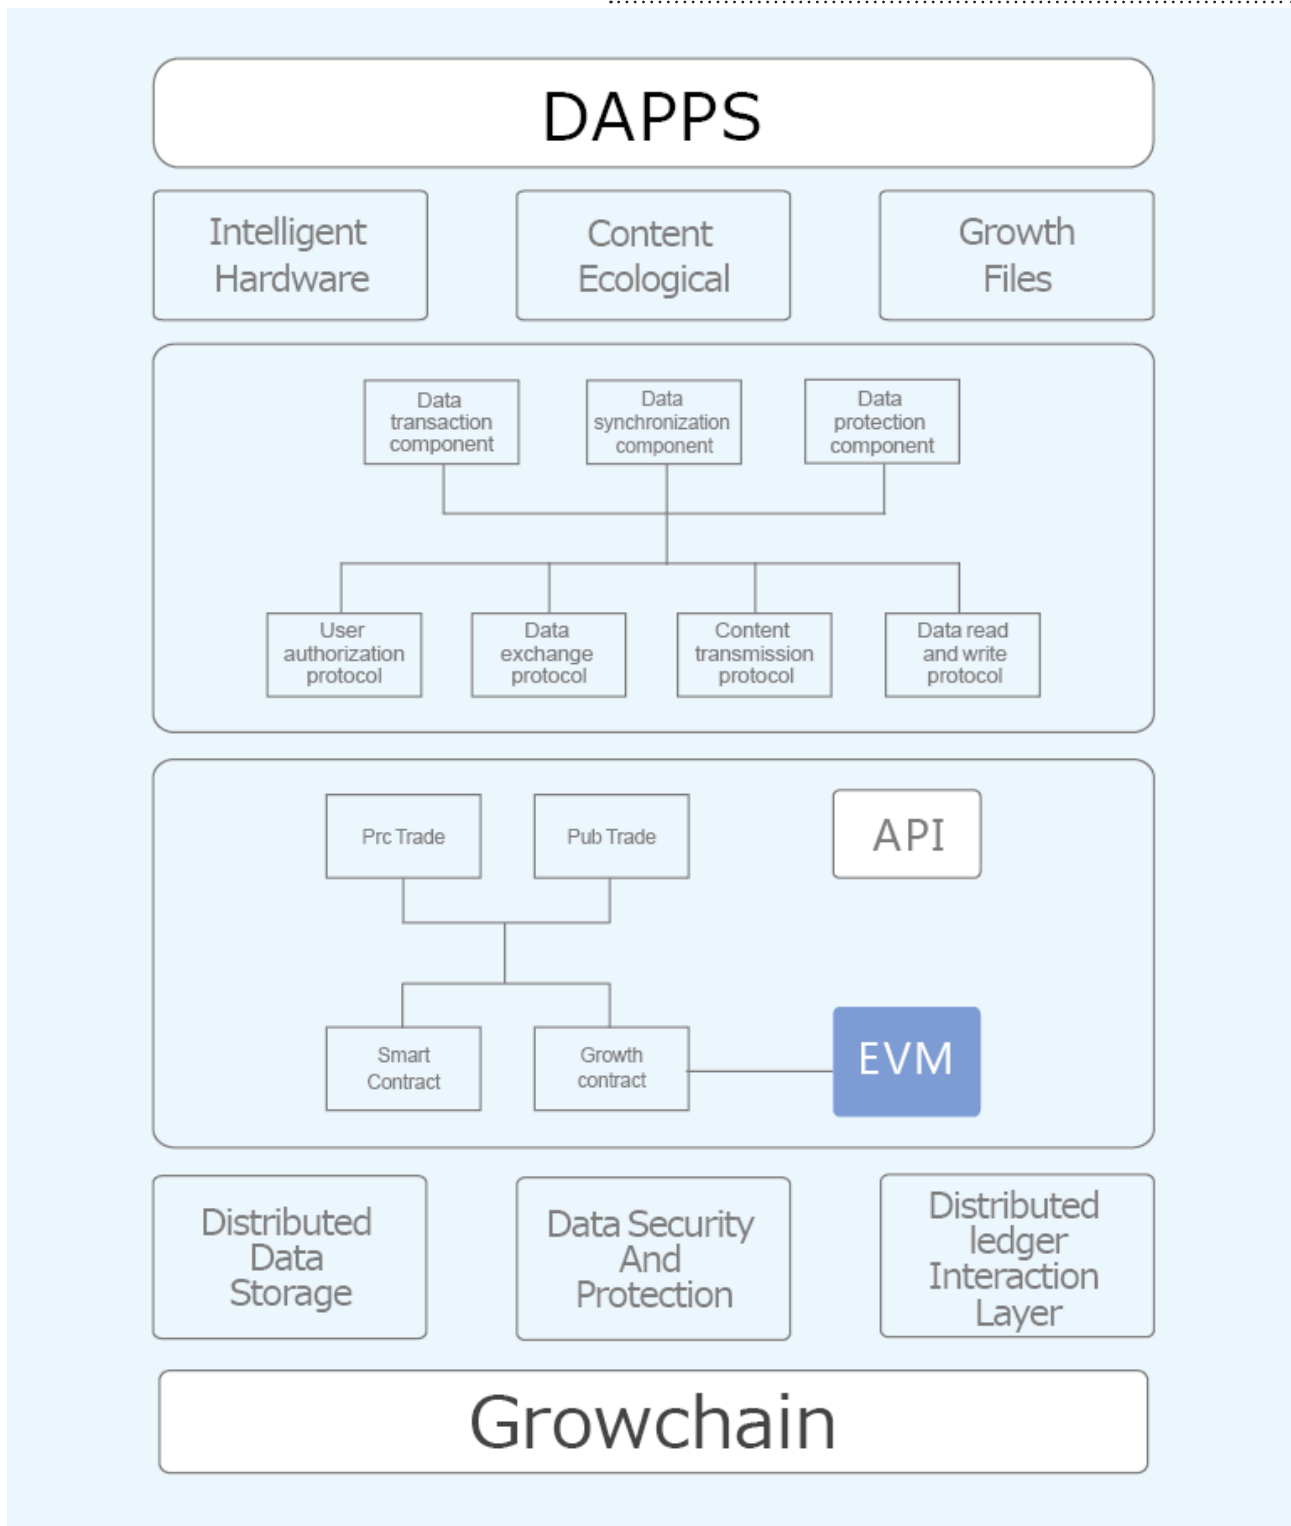 DAPPS
Intelligent
Hardware
Content
Ecological
Growth
Files
Data
transaction
component
Data
synchronization
component
Data
protection
component
User
authorization
protocol
Data
exchange
protocol
Content
transmission
protocol
Data read
and write
protocol
Prc Trade
Pub Trade
API
Smart
Contract
Growth
contract
EVM
Distributed
Data
Storage
Data Security
And
Protection
Distributed
ledger
Interaction
Layer
Growchain